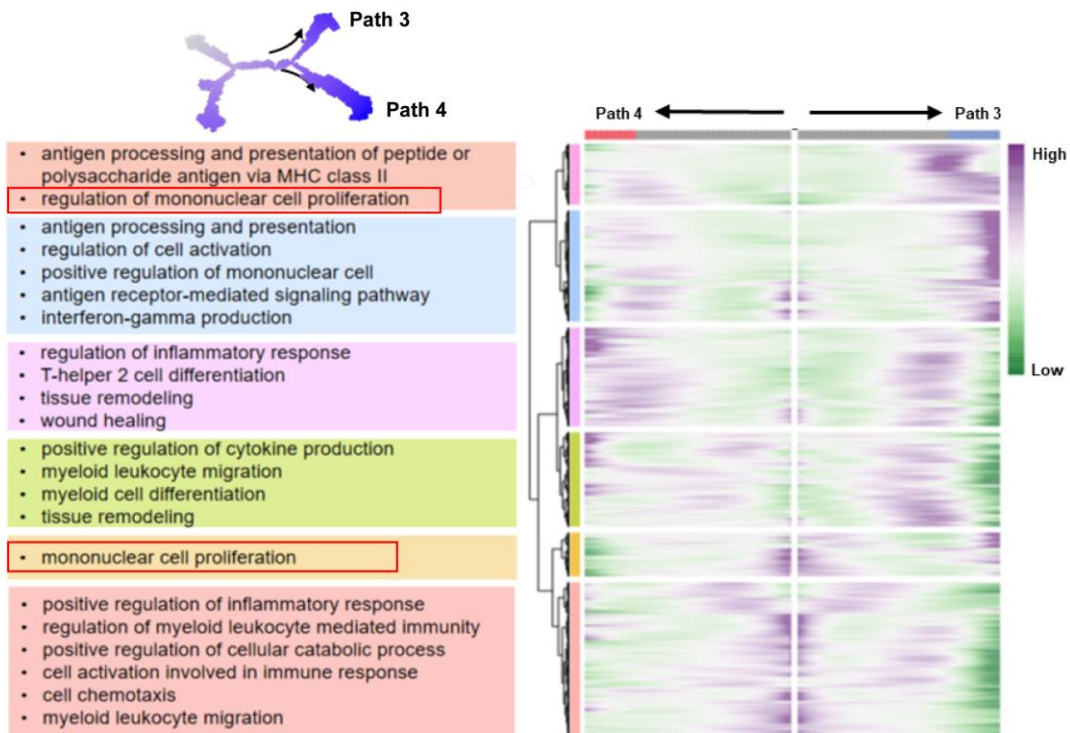 Path 3
Path 4
Path 4
Path 3
High
Low
• antigen processing and presentation of peptide or
polysaccharide antigen via MHC class II
• regulation of mononuclear cell proliferation
• antigen processing and presentation
• regulation of cell activation
• positive regulation of mononuclear cell
• antigen receptor-mediated signaling pathway
• interferon-gamma production
• regulation of inflammatory response
• T-helper 2 cell differentiation
• tissue remodeling
• wound healing
• positive regulation of cytokine production
• myeloid leukocyte migration
• myeloid cell differentiation
• tissue remodeling
• mononuclear cell proliferation
• positive regulation of inflammatory response
• regulation of myeloid leukocyte mediated immunity
• positive regulation of cellular catabolic process
• cell activation involved in immune response
• cell chemotaxis
• myeloid leukocyte migration